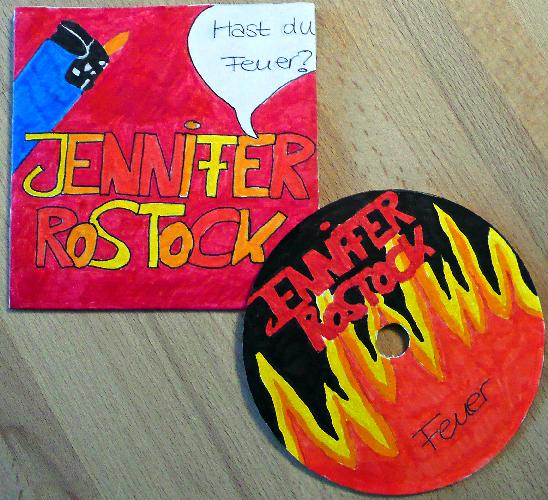 Hast du
Feuer?
JENNiFER
RoSToCK
JENNiFER
RoSTOCK
Feuer